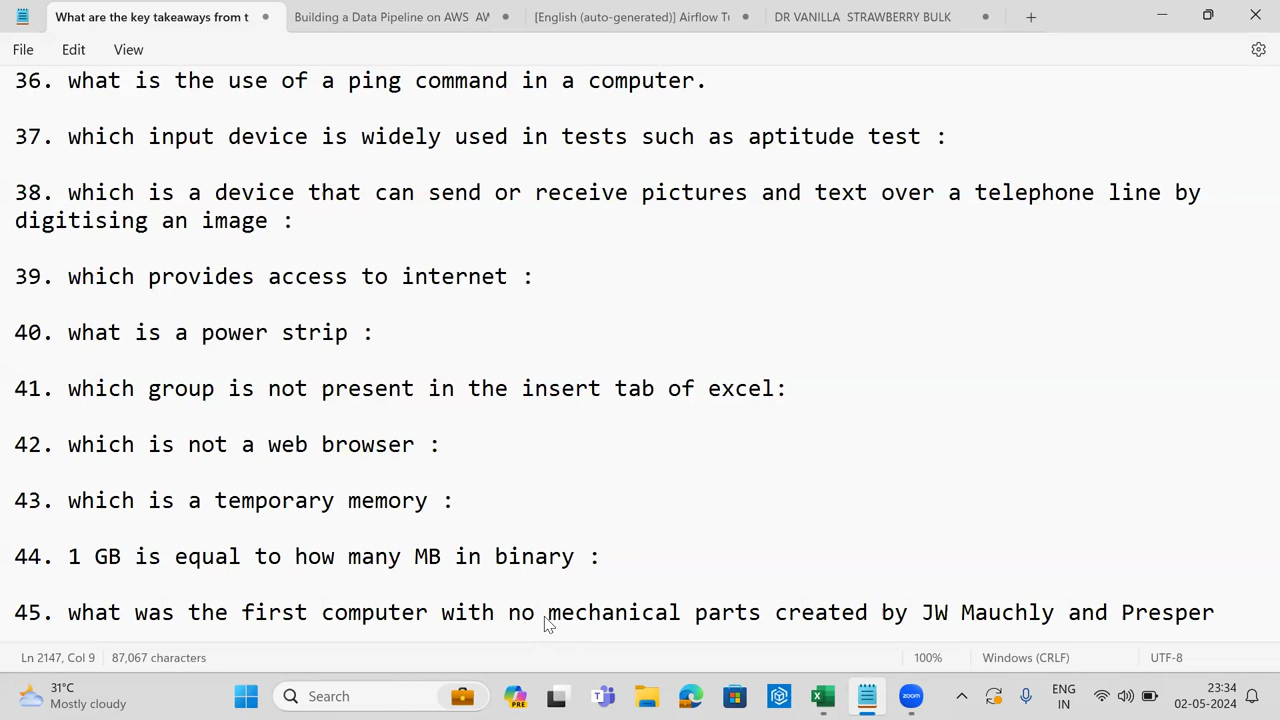 What are the key takeaways from t
Building a Data Pipeline on AWS AW
[English (auto-generated)] Airflow Tu
DR VANILLA STRAWBERRY BULK
File Edit View
36. what is the use of a ping command in a computer.
37. which input device is widely used in tests such as aptitude test :
38. which is a device that can send or receive pictures and text over a telephone line by
digitising an image :
39. which provides access to internet :
40. what is a power strip :
41. which group is not present in the insert tab of excel:
42. which is not a web browser :
43. which is a temporary memory :
44. 1 GB is equal to how many MB in binary :
45. what was the first computer with no mechanical parts created by JW Mauchly and Presper
Ln 2147, Col 9 87,067 characters 100% Windows (CRLF) UTF-8
31°C
Mostly cloudy
Search
PRE
zoom
ENG
IN
23:34
02-05-2024